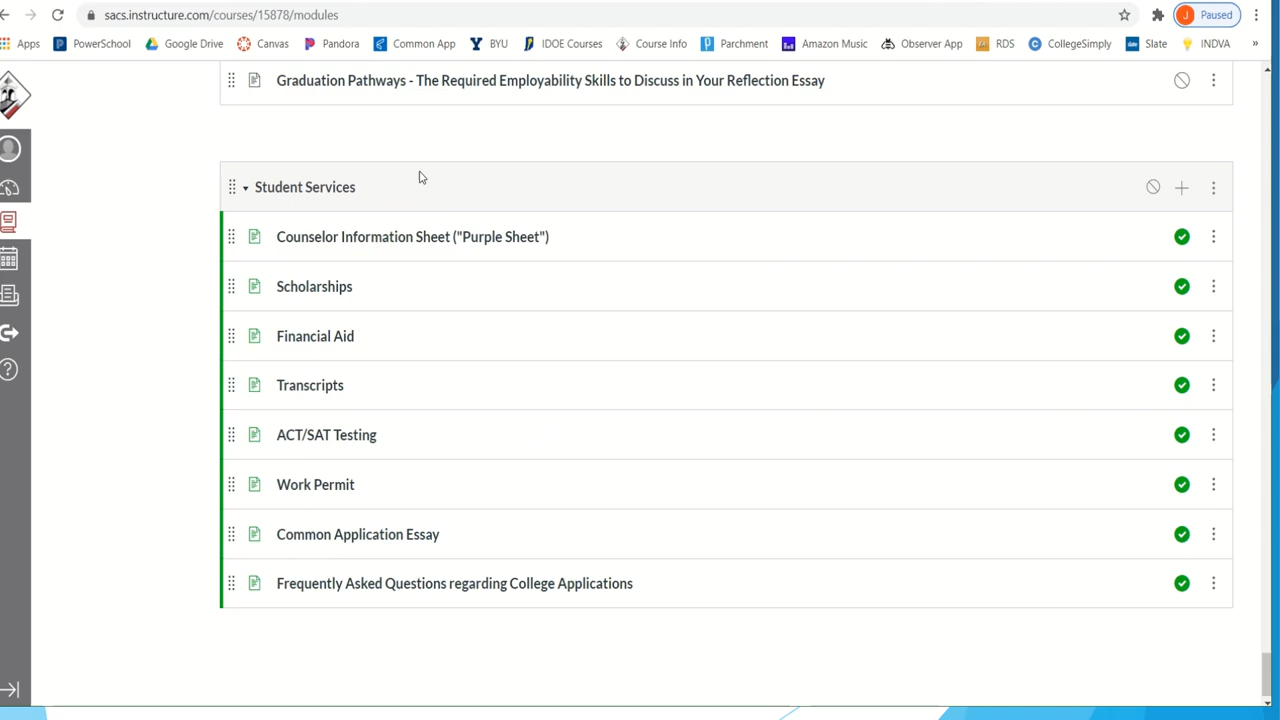 sacs.instructure.com/courses/15878/modules
J Paused
Apps PowerSchool Google Drive Canvas Pandora Common App BYU IDOE Courses Course Info Parchment Amazon Music Observer App RDS CollegeSimply Slate INDVA »
Graduation Pathways - The Required Employability Skills to Discuss in Your Reflection Essay
Student Services
Counselor Information Sheet ("Purple Sheet")
Scholarships
Financial Aid
Transcripts
ACT/SAT Testing
Work Permit
Common Application Essay
Frequently Asked Questions regarding College Applications